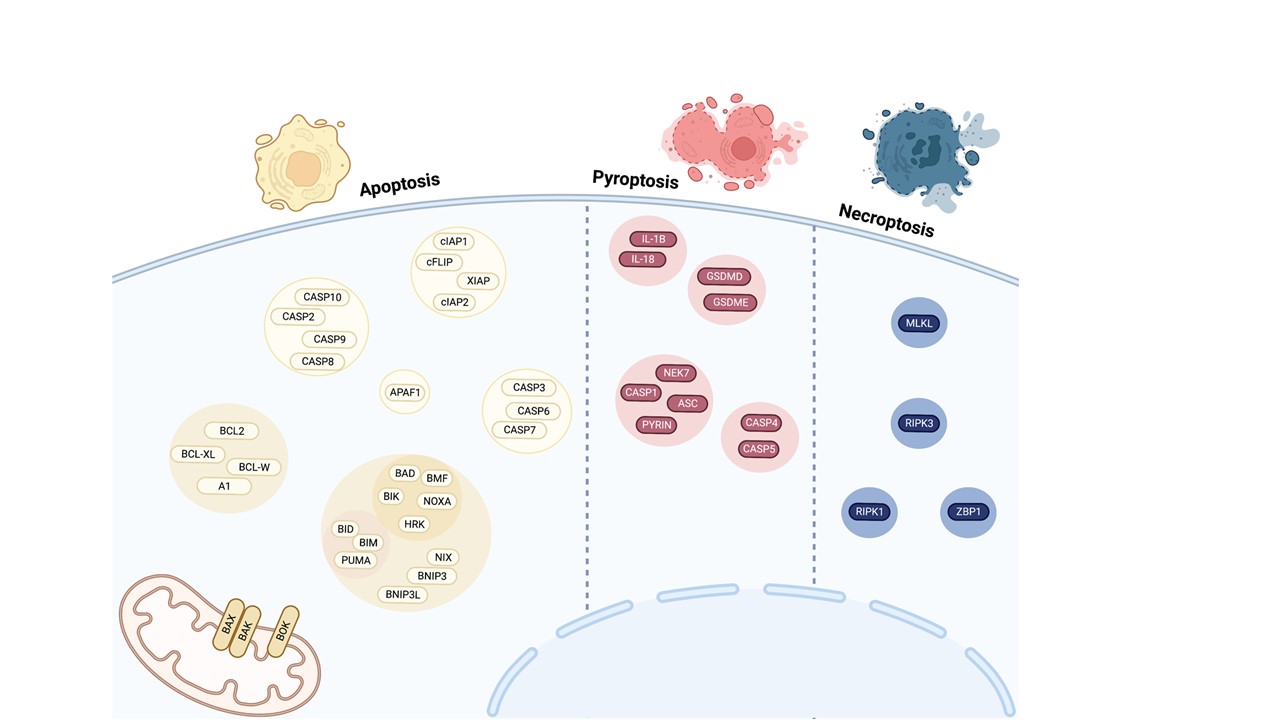 Apoptosis
Pyroptosis
Necroptosis
cIAP1
cFLIP
XIAP
cIAP2
CASP10
CASP2
CASP9
CASP8
APAF1
CASP3
CASP6
CASP7
BCL2
BCL-XL
BCL-W
A1
BAD
BMF
BIK
NOXA
HRK
BID
BIM
PUMA
NIX
BNIP3
BNIP3L
BAX
BAK
BOK
IL-1B
IL-18
GSDMD
GSDME
NEK7
CASP1
ASC
PYRIN
CASP4
CASP5
MLKL
RIPK3
RIPK1
ZBP1